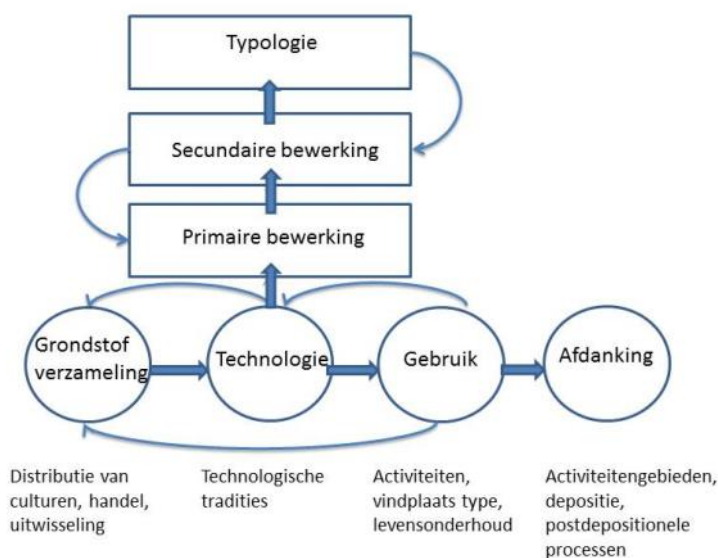 Typologie
Secundaire bewerking
Primaire bewerking
Grondstof
verzameling
Technologie
Gebruik
Afdanking
Distributie van
culturen, handel,
uitwisseling
Technologische
tradities
Activiteiten,
vindplaats type,
levensonderhoud
Activiteitengebieden,
depositie,
postdepositionele
processen